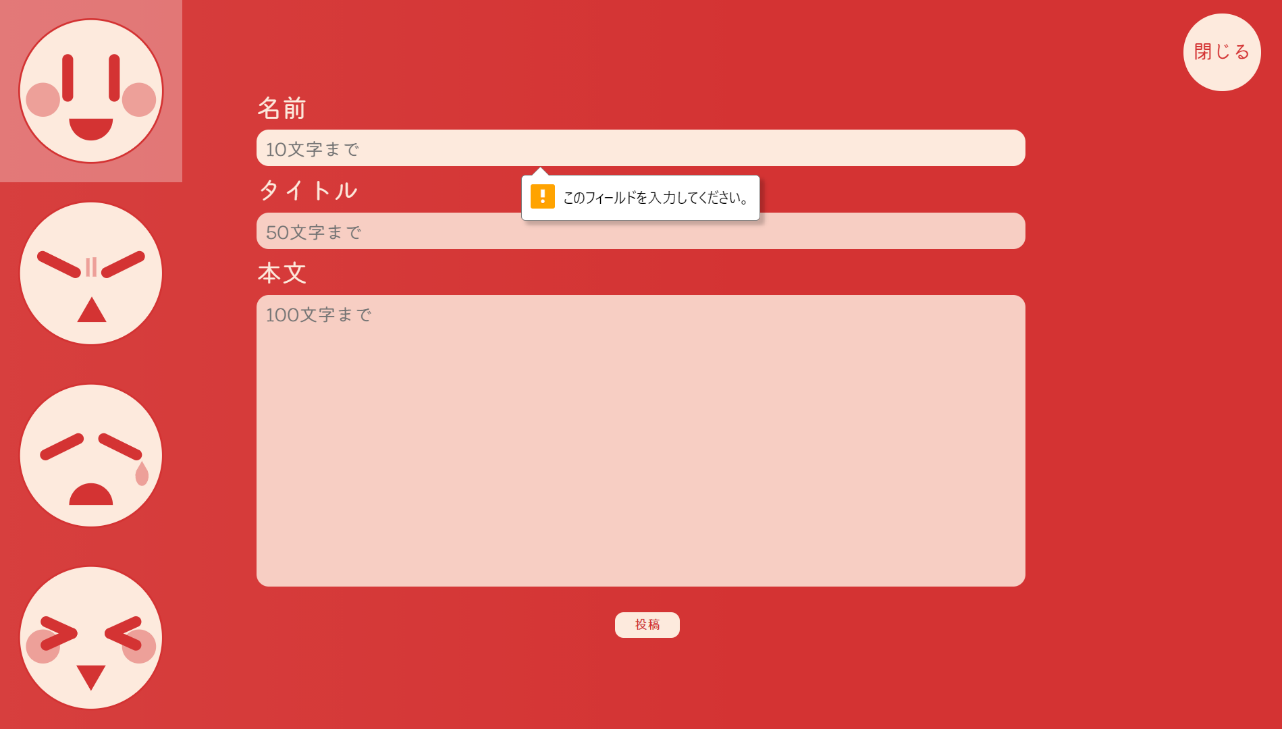 閉じる
名前
10文字まで
このフィールドを入力してください。
タイトル
50文字まで
本文
100文字まで
投稿